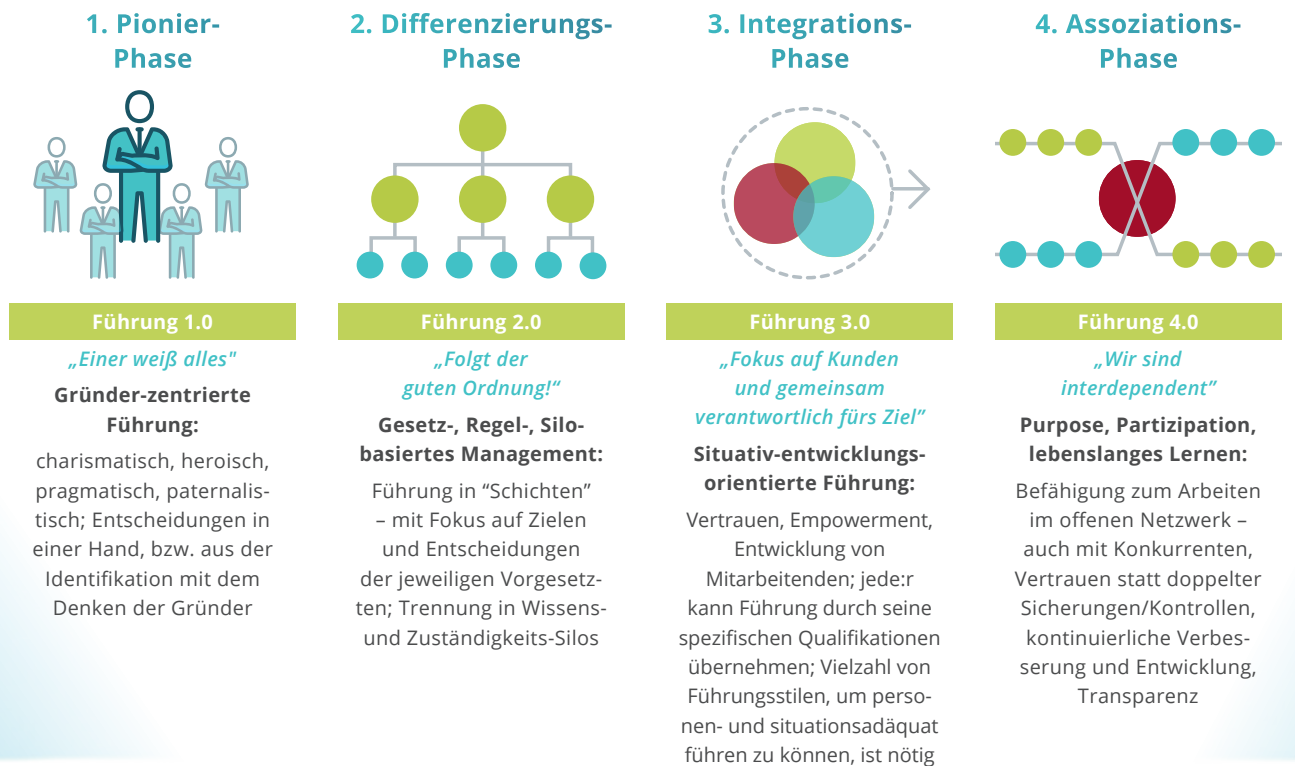 1. Pionier-
Phase
Führung 1.0
„Einer weiß alles"
Gründer-zentrierte
Führung:
charismatisch, heroisch,
pragmatisch, paternalis-
tisch; Entscheidungen in
einer Hand, bzw. aus der
Identifikation mit dem
Denken der Gründer
2. Differenzierungs-
Phase
Führung 2.0
„Folgt der
guten Ordnung!“
Gesetz-, Regel-, Silo-
basiertes Management:
Führung in “Schichten”
– mit Fokus auf Zielen
und Entscheidungen
der jeweiligen Vorgesetz-
ten; Trennung in Wissens-
und Zuständigkeits-Silos
3. Integrations-
Phase
Führung 3.0
„Fokus auf Kunden
und gemeinsam
verantwortlich fürs Ziel”
Situativ-entwicklungs-
orientierte Führung:
Vertrauen, Empowerment,
Entwicklung von
Mitarbeitenden; jede:r
kann Führung durch seine
spezifischen Qualifikationen
übernehmen; Vielzahl von
Führungsstilen, um perso-
nen- und situationsadäquat
führen zu können, ist nötig
4. Assoziations-
Phase
Führung 4.0
„Wir sind
interdependent”
Purpose, Partizipation,
lebenslanges Lernen:
Befähigung zum Arbeiten
im offenen Netzwerk –
auch mit Konkurrenten,
Vertrauen statt doppelter
Sicherungen/Kontrollen,
kontinuierliche Verbes-
serung und Entwicklung,
Transparenz